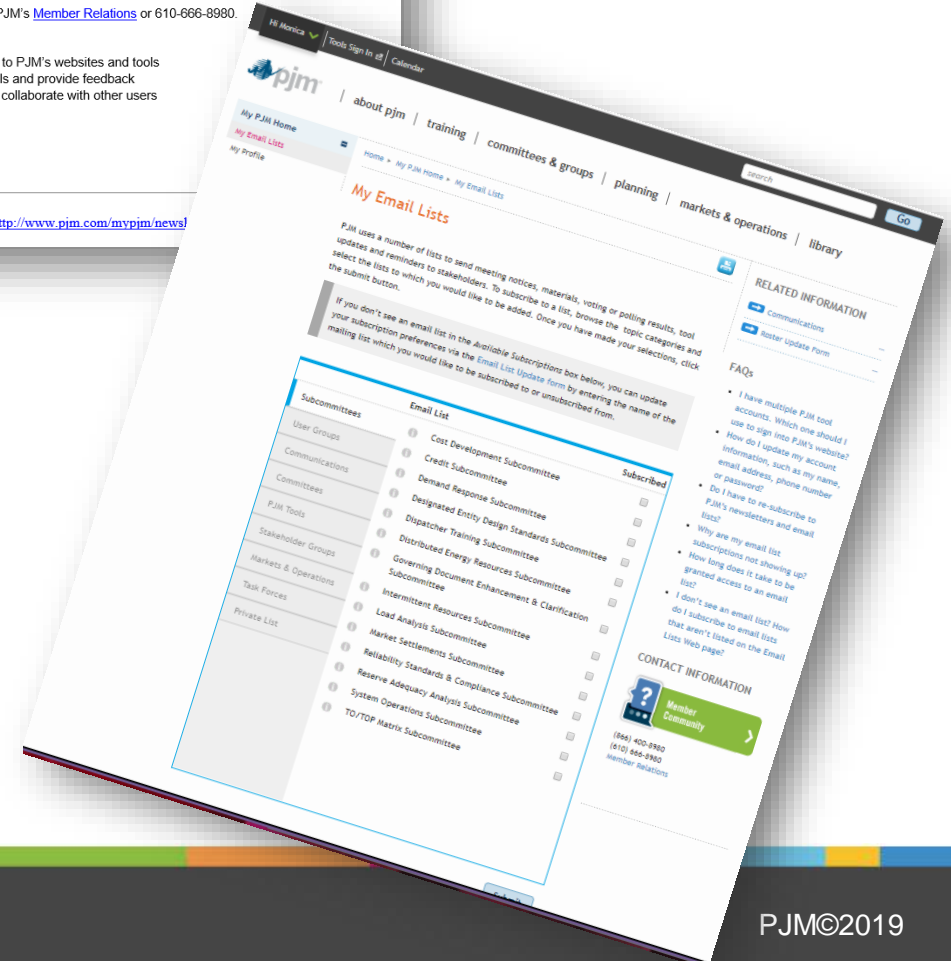 PJM's Member Relations or 610-666-8980.
to PJM's websites and tools
ls and provide feedback
collaborate with other users
ttp://www.pjm.com/mypjm/newsl
Hi Monica
Tools Sign In
Calendar
search
Go
pjm
about pjm | training | committees & groups | planning | markets & operations | library
My PJM Home
My Email Lists
My Profile
Home » My PJM Home » My Email Lists
My Email Lists
PJM uses a number of lists to send meeting notices, materials, voting or polling results, tool
updates and reminders to stakeholders. To subscribe to a list, browse the topic categories and
select the lists to which you would like to be added. Once you have made your selections, click
the submit button.
If you don't see an email list in the Available Subscriptions box below, you can update
your subscription preferences via the Email List Update form by entering the name of the
mailing list which you would like to be subscribed to or unsubscribed from.
Subcommittees
User Groups
Communications
Committees
PJM Tools
Stakeholder Groups
Markets & Operations
Task Forces
Private List
Email List
Subscribed
Cost Development Subcommittee
Credit Subcommittee
Demand Response Subcommittee
Designated Entity Design Standards Subcommittee
Dispatcher Training Subcommittee
Distributed Energy Resources Subcommittee
Governing Document Enhancement & Clarification
Subcommittee
Intermittent Resources Subcommittee
Load Analysis Subcommittee
Market Settlements Subcommittee
Reliability Standards & Compliance Subcommittee
Reserve Adequacy Analysis Subcommittee
System Operations Subcommittee
TO/TOP Matrix Subcommittee
Submit
RELATED INFORMATION
Communications
Roster Update Form
FAQs
• I have multiple PJM tool
accounts. Which one should I
use to sign into PJM's website?
• How do I update my account
information, such as my name,
email address, phone number
or password?
• Do I have to re-subscribe to
PJM's newsletters and email
lists?
• Why are my email list
subscriptions not showing up?
• How long does it take to be
granted access to an email
list?
• I don't see an email list? How
do I subscribe to email lists
that aren't listed on the Email
Lists Web page?
CONTACT INFORMATION
Member
Community
(866) 400-8980
(610) 666-8980
Member Relations
PJM©2019